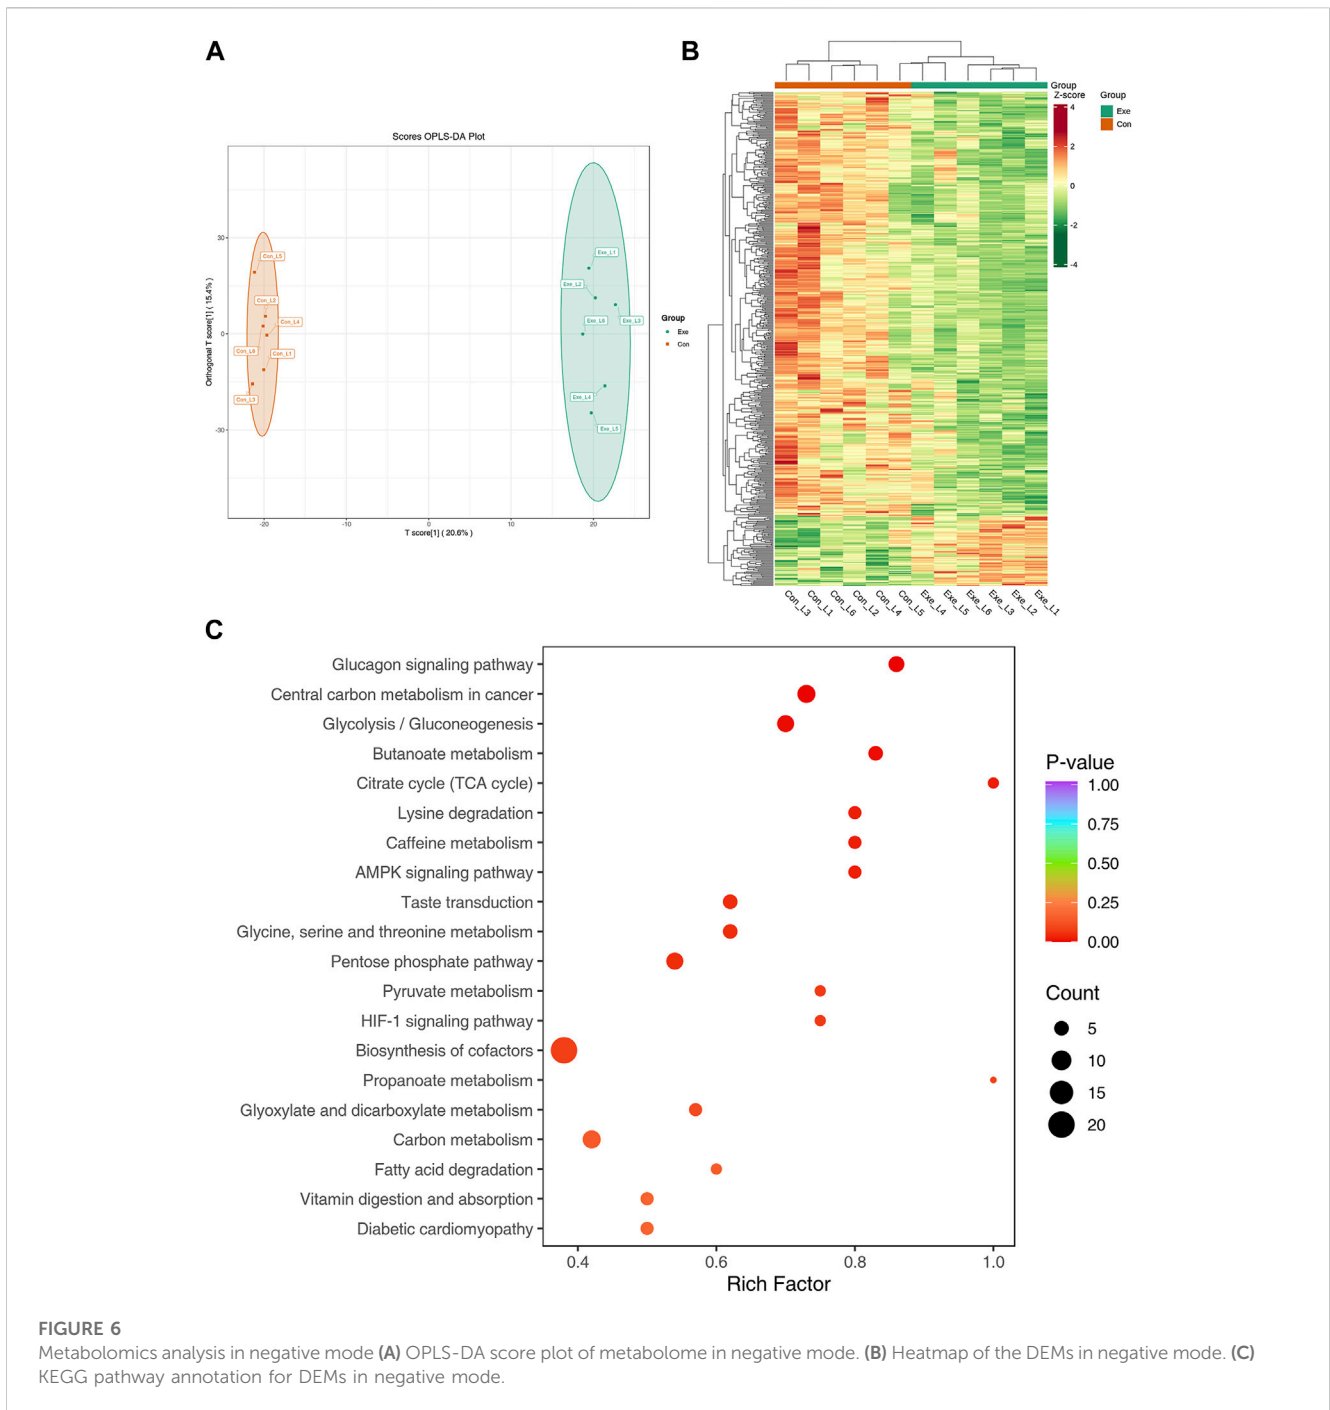 A
Scores OPLS-DA Plot
Orthogonal T score[1] ( 15.4% )
30
0
-30
Con_L5
Con_L2
Con_L4
Con_L6
Con_L1
Con_L3
Exe_L1
Exe_L2
Exe_L6
Exe_L3
Exe_L4
Exe_L5
-20
-10
0
10
20
T score[1] ( 20.6% )
Group
Exe
Con
B
Group
Z-score
4
2
0
-2
-4
Group
Exe
Con
Con_L3
Con_L1
Con_L6
Con_L2
Con_L4
Con_L5
Exe_L4
Exe_L5
Exe_L6
Exe_L3
Exe_L2
Exe_L1
C
Glucagon signaling pathway
Central carbon metabolism in cancer
Glycolysis / Gluconeogenesis
Butanoate metabolism
Citrate cycle (TCA cycle)
Lysine degradation
Caffeine metabolism
AMPK signaling pathway
Taste transduction
Glycine, serine and threonine metabolism
Pentose phosphate pathway
Pyruvate metabolism
HIF-1 signaling pathway
Biosynthesis of cofactors
Propanoate metabolism
Glyoxylate and dicarboxylate metabolism
Carbon metabolism
Fatty acid degradation
Vitamin digestion and absorption
Diabetic cardiomyopathy
0.4
0.6
0.8
1.0
Rich Factor
P-value
1.00
0.75
0.50
0.25
0.00
Count
5
10
15
20
FIGURE 6
Metabolomics analysis in negative mode (A) OPLS-DA score plot of metabolome in negative mode. (B) Heatmap of the DEMs in negative mode. (C)
KEGG pathway annotation for DEMs in negative mode.